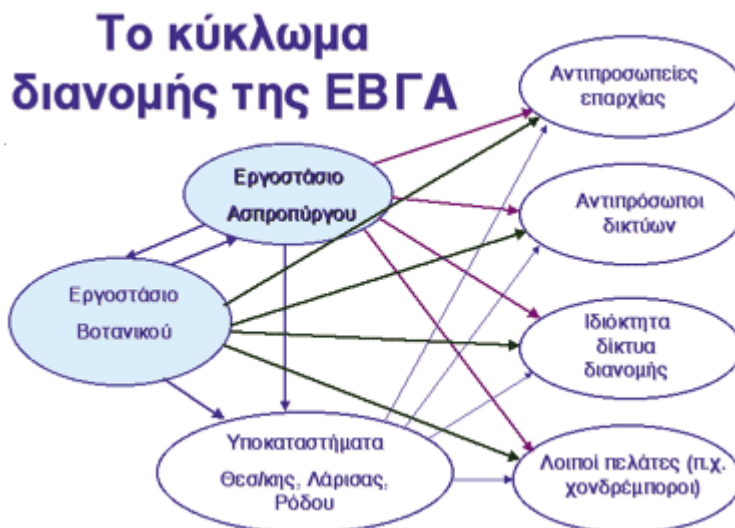 Το κύκλωμα
διανομής της ΕΒΓΑ
Αντιπροσωπείες
επαρχίας
Εργοστάσιο
Ασπροπύργου
Αντιπρόσωποι
δικτύων
Εργοστάσιο
Βοτανικού
Ιδιόκτητα
δίκτυα
διανομής
Υποκαταστήματα
Θεσ/κης, Λάρισας,
Ρόδου
Λοιποί πελάτες (π.χ.
χονδρέμποροι)